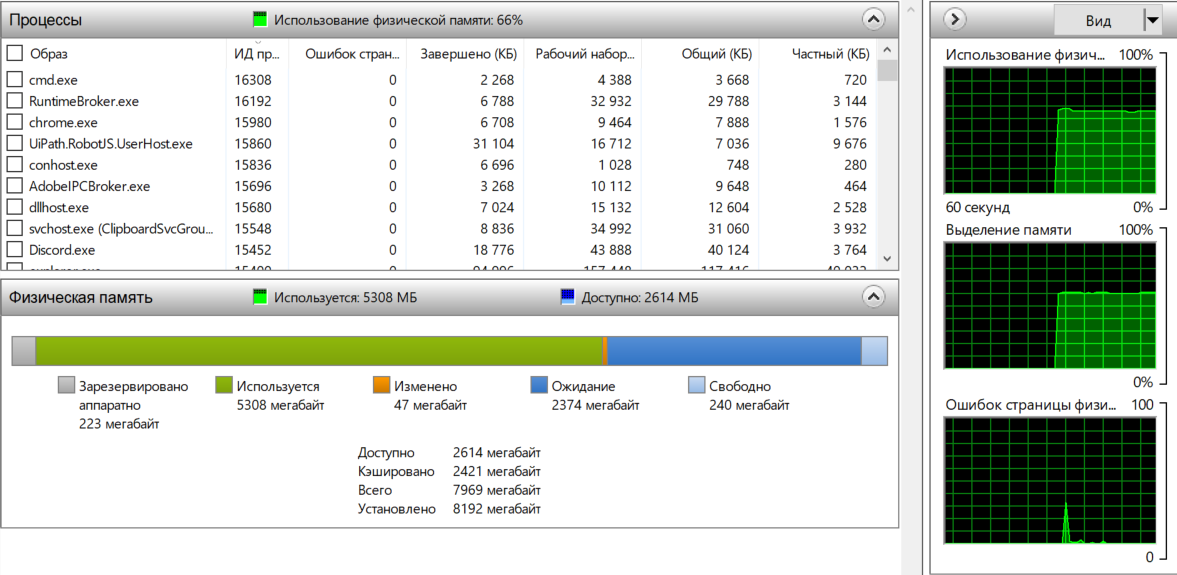 Процессы
Использование физической памяти: 66%
Образ ИД пр... Ошибок стран... Завершено (КБ) Рабочий набор... Общий (КБ) Частный (КБ)
cmd.exe 16308 0 2 268 4 388 3 668 720
RuntimeBroker.exe 16192 0 6 788 32 932 29 788 3 144
chrome.exe 15980 0 6 708 9 464 7 888 1 576
UiPath.RobotJS.UserHost.exe 15860 0 31 104 16 712 7 036 9 676
conhost.exe 15836 0 6 696 1 028 748 280
AdobeIPCBroker.exe 15696 0 3 268 10 112 9 648 464
dllhost.exe 15680 0 7 024 15 132 12 604 2 528
svchost.exe (ClipboardSvcGrou... 15548 0 8 836 34 992 31 060 3 932
Discord.exe 15452 0 18 776 43 888 40 124 3 764
Физическая память
Используется: 5308 МБ
Доступно: 2614 МБ
Зарезервировано аппаратно 223 мегабайт
Используется 5308 мегабайт
Изменено 47 мегабайт
Ожидание 2374 мегабайт
Свободно 240 мегабайт
Доступно 2614 мегабайт
Кэшировано 2421 мегабайт
Всего 7969 мегабайт
Установлено 8192 мегабайт
Вид
Использование физич... 100%
60 секунд 0%
Выделение памяти 100%
0%
Ошибок страницы физи... 100
0